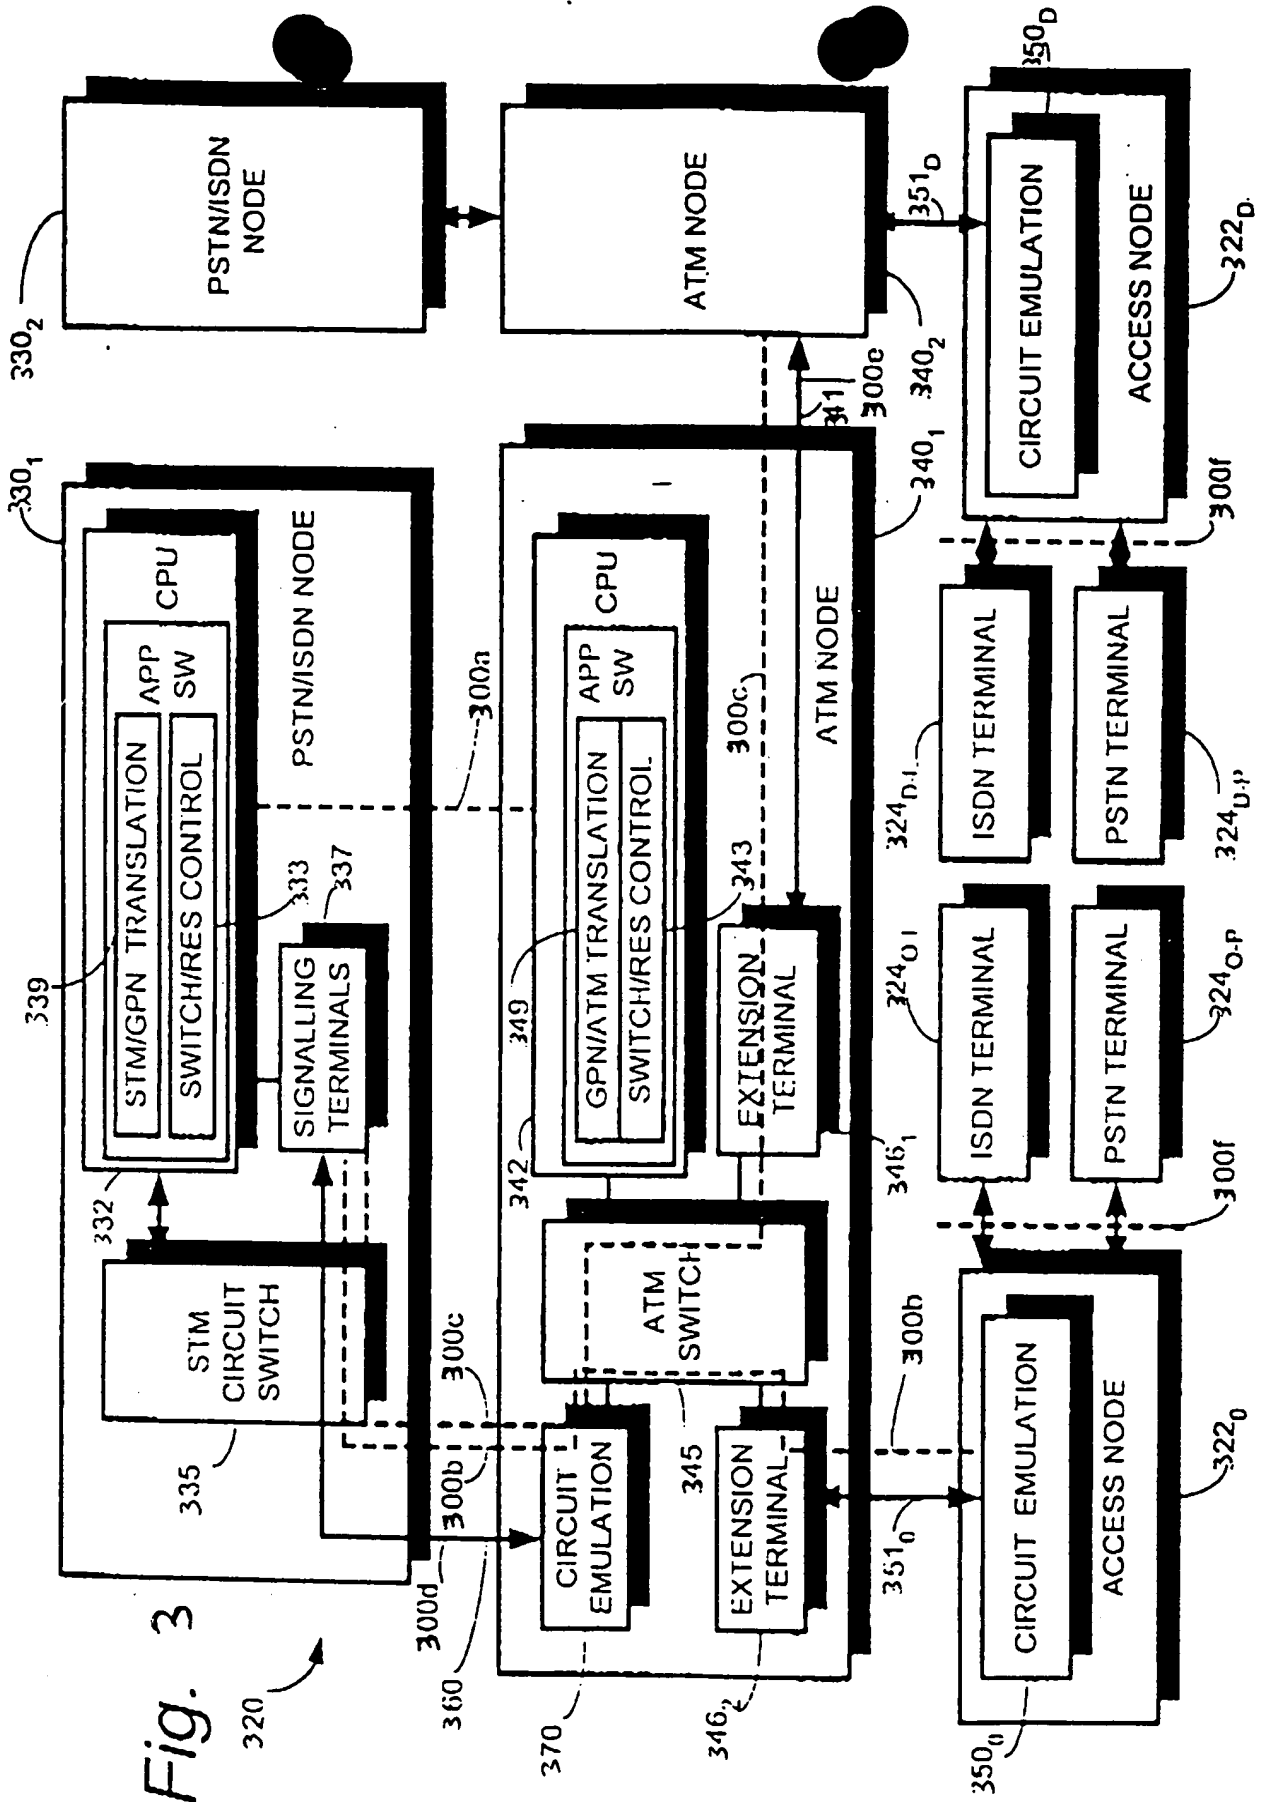 Fig. 3
320
330₁
330₂
PSTN/ISDN
NODE
PSTN/ISDN NODE
CPU
APP
SW
STM/GPN TRANSLATION
SWITCH/RES CONTROL
339
333
332
SIGNALLING
TERMINALS
337
STM
CIRCUIT
SWITCH
335
300a
300c
300b
300d
360
ATM NODE
340₂
341
300e
340₁
ATM NODE
CPU
APP
SW
GPN/ATM TRANSLATION
SWITCH/RES CONTROL
349
343
342
300c
EXTENSION
TERMINAL
346₁
ATM
SWITCH
345
CIRCUIT
EMULATION
370
EXTENSION
TERMINAL
346₂
351₀
300b
351D
350D
CIRCUIT EMULATION
ACCESS NODE
322D
300f
ISDN TERMINAL
324D-I
PSTN TERMINAL
324D-P
ISDN TERMINAL
324O I
PSTN TERMINAL
324O-P
300f
CIRCUIT EMULATION
ACCESS NODE
322₀
350₀